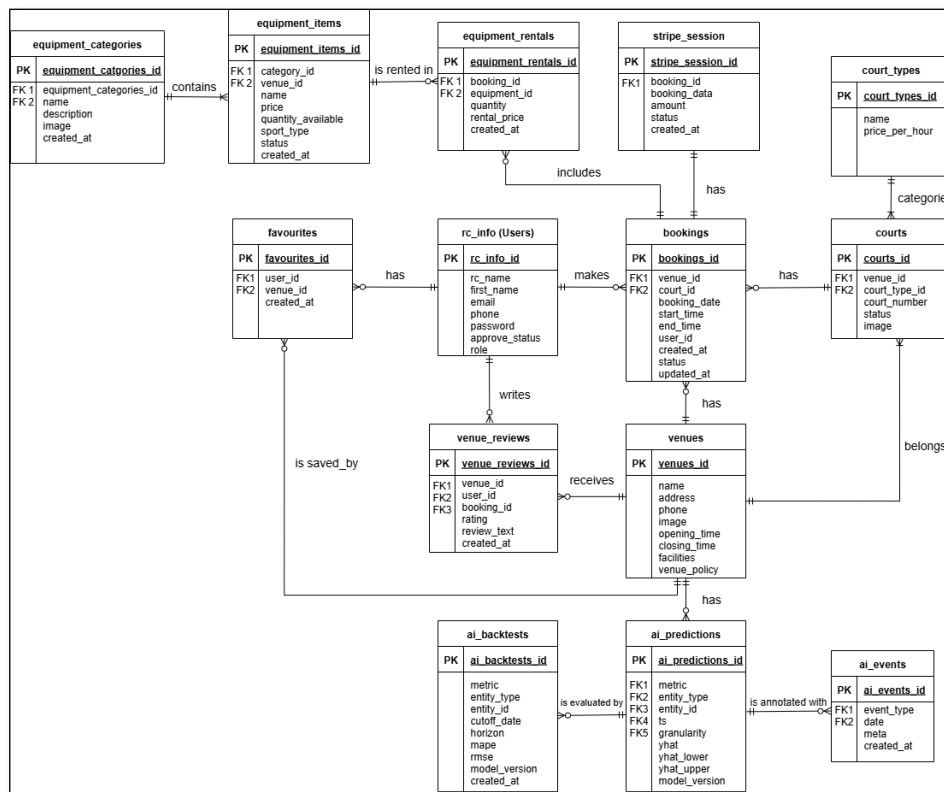 equipment_categories
PK equipment_catgories_id
FK 1 equipment_categories_id
FK 2 name
description
image
created_at
contains
equipment_items
PK equipment_items_id
FK 1 category_id
FK 2 venue_id
name
price
quantity_available
sport_type
status
created_at
is rented in
equipment_rentals
PK equipment_rentals_id
FK 1 booking_id
FK 2 equipment_id
quantity
rental_price
created_at
includes
stripe_session
PK stripe_session_id
FK1 booking_id
booking_data
amount
status
created_at
has
court_types
PK court_types_id
name
price_per_hour
categorie
favourites
PK favourites_id
FK1 user_id
FK2 venue_id
created_at
has
rc_info (Users)
PK rc_info_id
rc_name
first_name
email
phone
password
approve_status
role
makes
bookings
PK bookings_id
FK1 venue_id
FK2 court_id
booking_date
start_time
end_time
user_id
created_at
status
updated_at
has
courts
PK courts_id
FK1 venue_id
FK2 court_type_id
court_number
status
image
writes
has
is saved_by
belongs
venue_reviews
PK venue_reviews_id
FK1 venue_id
FK2 user_id
FK3 booking_id
rating
review_text
created_at
receives
venues
PK venues_id
name
address
phone
image
opening_time
closing_time
facilities
venue_policy
has
ai_backtests
PK ai_backtests_id
metric
entity_type
entity_id
cutoff_date
horizon
mape
rmse
model_version
created_at
is evaluated by
ai_predictions
PK ai_predictions_id
FK1 metric
FK2 entity_type
FK3 entity_id
FK4 ts
FK5 granularity
yhat
yhat_lower
yhat_upper
model_version
is annotated with
ai_events
PK ai_events_id
FK1 event_type
FK2 date
meta
created_at